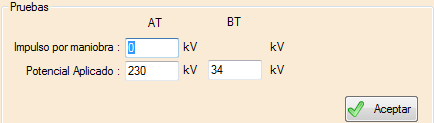 Pruebas
AT BT
Impulso por maniobra : 0 kV kV
Potencial Aplicado : 230 kV 34 kV
Aceptar